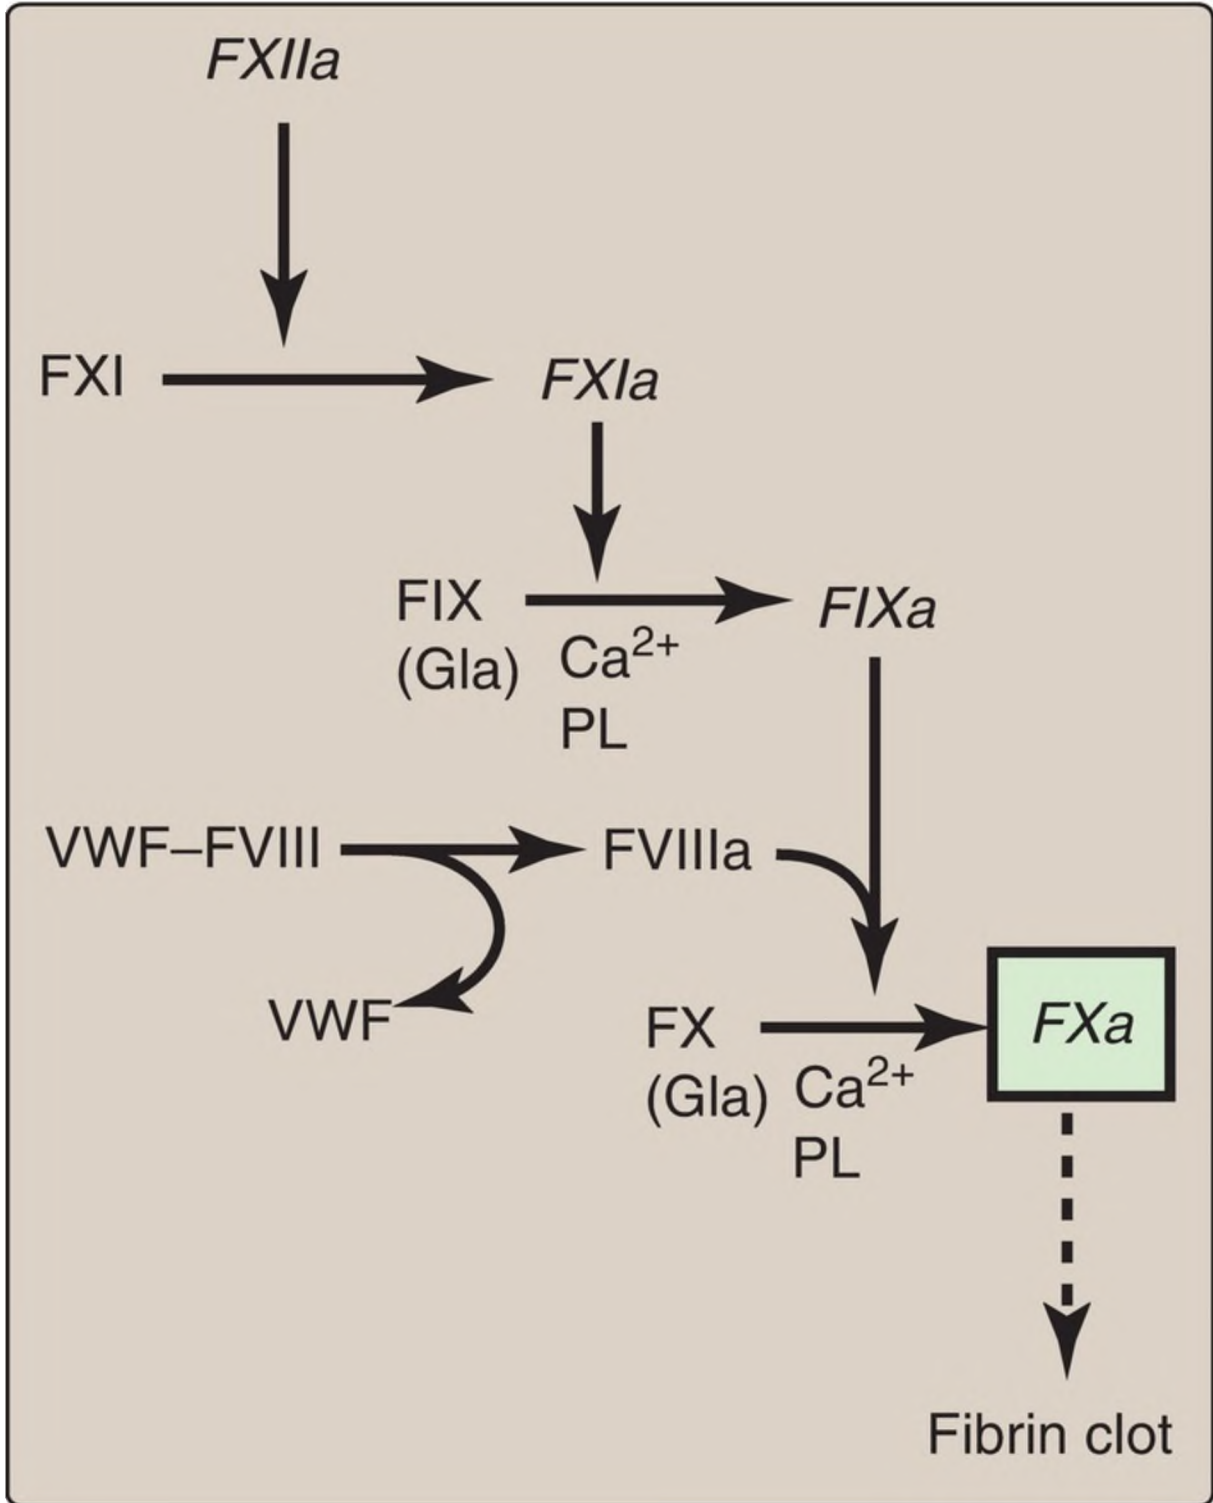 FXIIa
FXI
FXIa
FIX
(Gla)
Ca2+
PL
FIXa
VWF–FVIII
FVIIIa
VWF
FX
(Gla)
Ca2+
PL
FXa
Fibrin clot